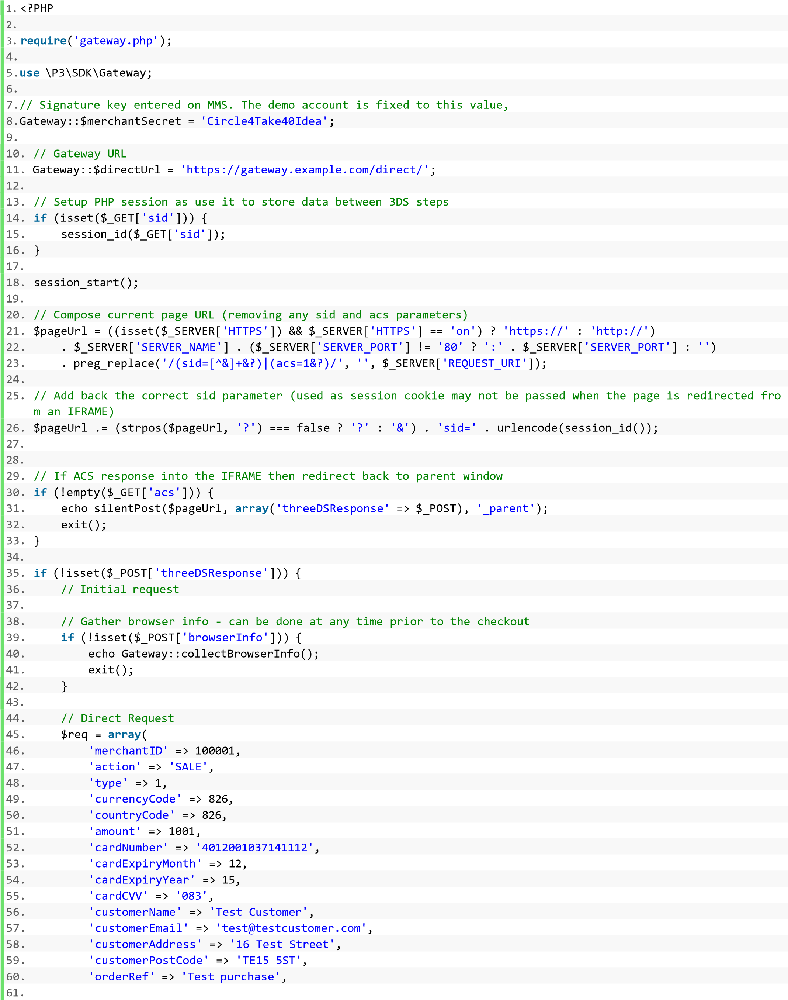 1. <?PHP
2.
3. require('gateway.php');
4.
5.use \P3\SDK\Gateway;
6.
7.// Signature key entered on MMS. The demo account is fixed to this value,
8.Gateway::$merchantSecret = 'Circle4Take40Idea';
9.
10. // Gateway URL
11. Gateway::$directUrl = 'https://gateway.example.com/direct/';
12.
13. // Setup PHP session as use it to store data between 3DS steps
14. if (isset($_GET['sid'])) {
15.     session_id($_GET['sid']);
16. }
17.
18. session_start();
19.
20. // Compose current page URL (removing any sid and acs parameters)
21. $pageUrl = ((isset($_SERVER['HTTPS']) && $_SERVER['HTTPS'] == 'on') ? 'https://' : 'http://')
22.     . $_SERVER['SERVER_NAME'] . ($_SERVER['SERVER_PORT'] != '80' ? ':' . $_SERVER['SERVER_PORT'] : '')
23.     . preg_replace('/(sid=[^&]+&?)|(acs=1&?)/', '', $_SERVER['REQUEST_URI']);
24.
25. // Add back the correct sid parameter (used as session cookie may not be passed when the page is redirected fro
m an IFRAME)
26. $pageUrl .= (strpos($pageUrl, '?') === false ? '?' : '&') . 'sid=' . urlencode(session_id());
27.
28.
29. // If ACS response into the IFRAME then redirect back to parent window
30. if (!empty($_GET['acs'])) {
31.     echo silentPost($pageUrl, array('threeDSResponse' => $_POST), '_parent');
32.     exit();
33. }
34.
35. if (!isset($_POST['threeDSResponse'])) {
36.     // Initial request
37.
38.     // Gather browser info - can be done at any time prior to the checkout
39.     if (!isset($_POST['browserInfo'])) {
40.         echo Gateway::collectBrowserInfo();
41.         exit();
42.     }
43.
44.     // Direct Request
45.     $req = array(
46.         'merchantID' => 100001,
47.         'action' => 'SALE',
48.         'type' => 1,
49.         'currencyCode' => 826,
50.         'countryCode' => 826,
51.         'amount' => 1001,
52.         'cardNumber' => '4012001037141112',
53.         'cardExpiryMonth' => 12,
54.         'cardExpiryYear' => 15,
55.         'cardCVV' => '083',
56.         'customerName' => 'Test Customer',
57.         'customerEmail' => 'test@testcustomer.com',
58.         'customerAddress' => '16 Test Street',
59.         'customerPostCode' => 'TE15 5ST',
60.         'orderRef' => 'Test purchase',
61.